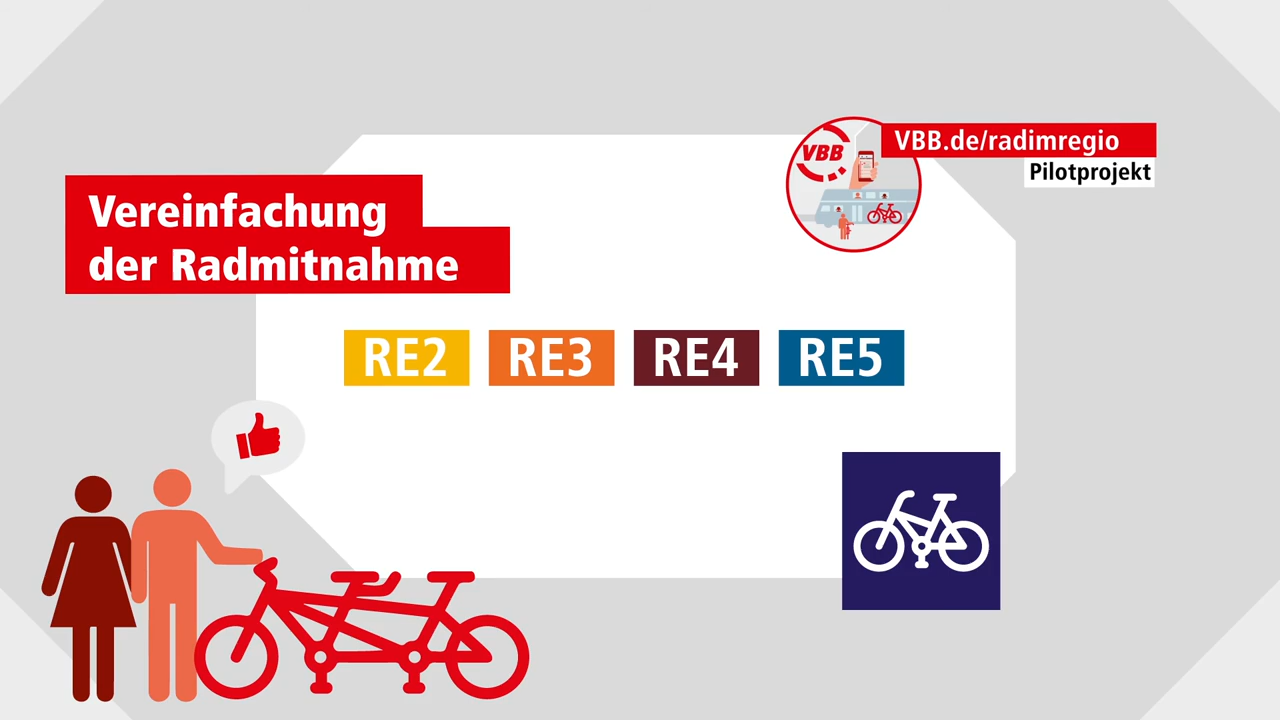 VBB
VBB.de/radimregio
Pilotprojekt
Vereinfachung
der Radmitnahme
RE2 RE3 RE4 RE5